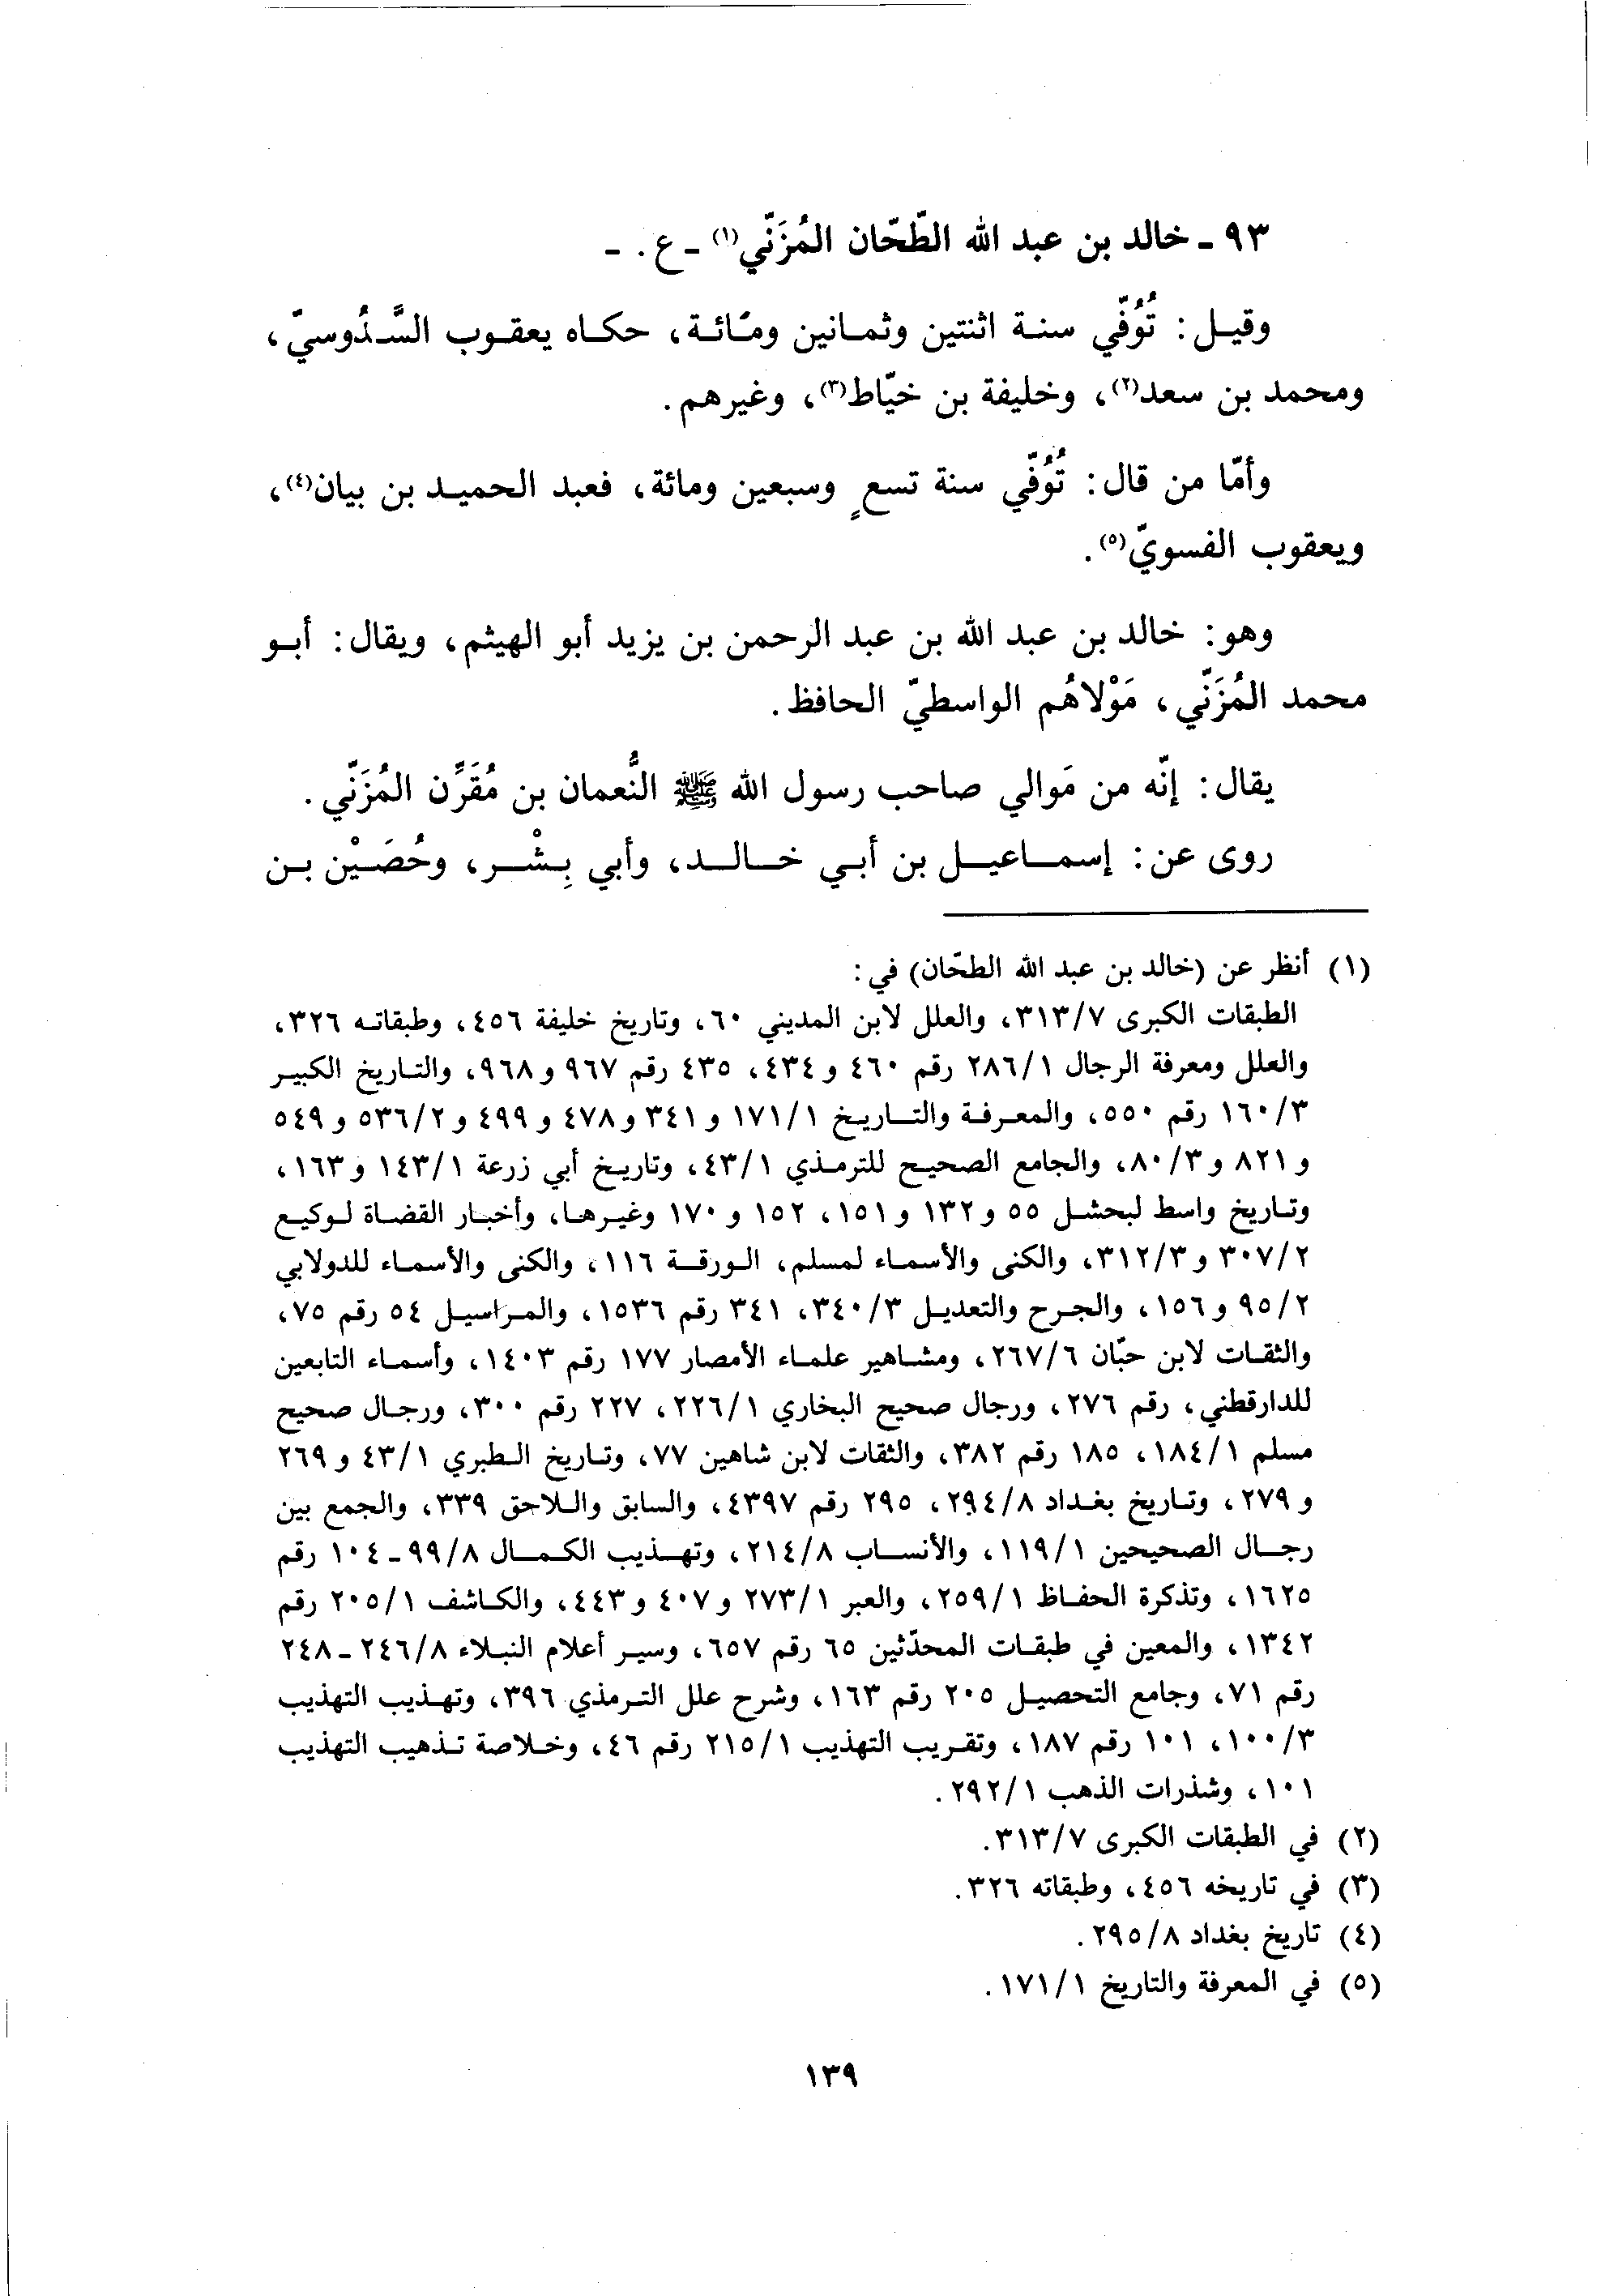 ٩٣ - خالد بن عبد الله الطّحّان المُزَنّي(١) - ع. -
وقيل: تُوُفّي سنة اثنتين وثمانين ومائة، حكاه يعقوب السَّدُوسيّ،
ومحمد بن سعد(٢)، وخليفة بن خيّاط(٣)، وغيرهم.
وأمّا من قال: تُوُفّي سنة تسعٍ وسبعين ومائة، فعبد الحميد بن بيان(٤)،
ويعقوب الفسويّ(٥).
وهو: خالد بن عبد الله بن عبد الرحمن بن يزيد أبو الهيثم، ويقال: أبو
محمد المُزَنّي، مَوْلاهُم الواسطيّ الحافظ.
يقال: إنّه من مَوالي صاحب رسول الله ﷺ النُّعمان بن مُقَرِّن المُزَنّي.
روى عن: إسماعيل بن أبي خالد، وأبي بِشْر، وحُصَيْن بن
(١) أنظر عن (خالد بن عبد الله الطحّان) في:
الطبقات الكبرى ٣١٣/٧، والعلل لابن المديني ٦٠، وتاريخ خليفة ٤٥٦، وطبقاته ٣٢٦،
والعلل ومعرفة الرجال ٢٨٦/١ رقم ٤٦٠ و٤٣٤، ٤٣٥ رقم ٩٦٧ و٩٦٨، والتاريخ الكبير
١٦٠/٣ رقم ٥٥٠، والمعرفة والتاريخ ١٧١/١ و٣٤١ و٤٧٨ و٤٩٩ و٥٣٦/٢ و٥٤٩
و٨٢١ و٨٠/٣، والجامع الصحيح للترمذي ٤٣/١، وتاريخ أبي زرعة ١٤٣/١ و١٦٣،
وتاريخ واسط لبحشل ٥٥ و١٣٢ و١٥١، ١٥٢ و١٧٠ وغيرها، وأخبار القضاة لوكيع
٣٠٧/٢ و٣١٢/٣، والكنى والأسماء لمسلم، الورقة ١١٦، والكنى والأسماء للدولابي
٩٥/٢ و١٥٦، والجرح والتعديل ٣٤٠/٣، ٣٤١ رقم ١٥٣٦، والمراسيل ٥٤ رقم ٧٥،
والثقات لابن حبّان ٢٦٧/٦، ومشاهير علماء الأمصار ١٧٧ رقم ١٤٠٣، وأسماء التابعين
للدارقطني، رقم ٢٧٦، ورجال صحيح البخاري ٢٢٦/١، ٢٢٧ رقم ٣٠٠، ورجال صحيح
مسلم ١٨٤/١، ١٨٥ رقم ٣٨٢، والثقات لابن شاهين ٧٧، وتاريخ الطبري ٤٣/١ و٢٦٩
و٢٧٩، وتاريخ بغداد ٢٩٤/٨، ٢٩٥ رقم ٤٣٩٧، والسابق واللاحق ٣٣٩، والجمع بين
رجال الصحيحين ١١٩/١، والأنساب ٢١٤/٨، وتهذيب الكمال ٩٩/٨ - ١٠٤ رقم
١٦٢٥، وتذكرة الحفاظ ٢٥٩/١، والعبر ٢٧٣/١ و٤٠٧ و٤٤٣، والكاشف ٢٠٥/١ رقم
١٣٤٢، والمعين في طبقات المحدّثين ٦٥ رقم ٦٥٧، وسير أعلام النبلاء ٢٤٦/٨ - ٢٤٨
رقم ٧١، وجامع التحصيل ٢٠٥ رقم ١٦٣، وشرح علل الترمذي ٣٩٦، وتهذيب التهذيب
١٠٠/٣، ١٠١ رقم ١٨٧، وتقريب التهذيب ٢١٥/١ رقم ٤٦، وخلاصة تذهيب التهذيب
١٠١، وشذرات الذهب ٢٩٢/١.
(٢) في الطبقات الكبرى ٣١٣/٧.
(٣) في تاريخه ٤٥٦، وطبقاته ٣٢٦.
(٤) تاريخ بغداد ٢٩٥/٨.
(٥) في المعرفة والتاريخ ١٧١/١.
١٣٩